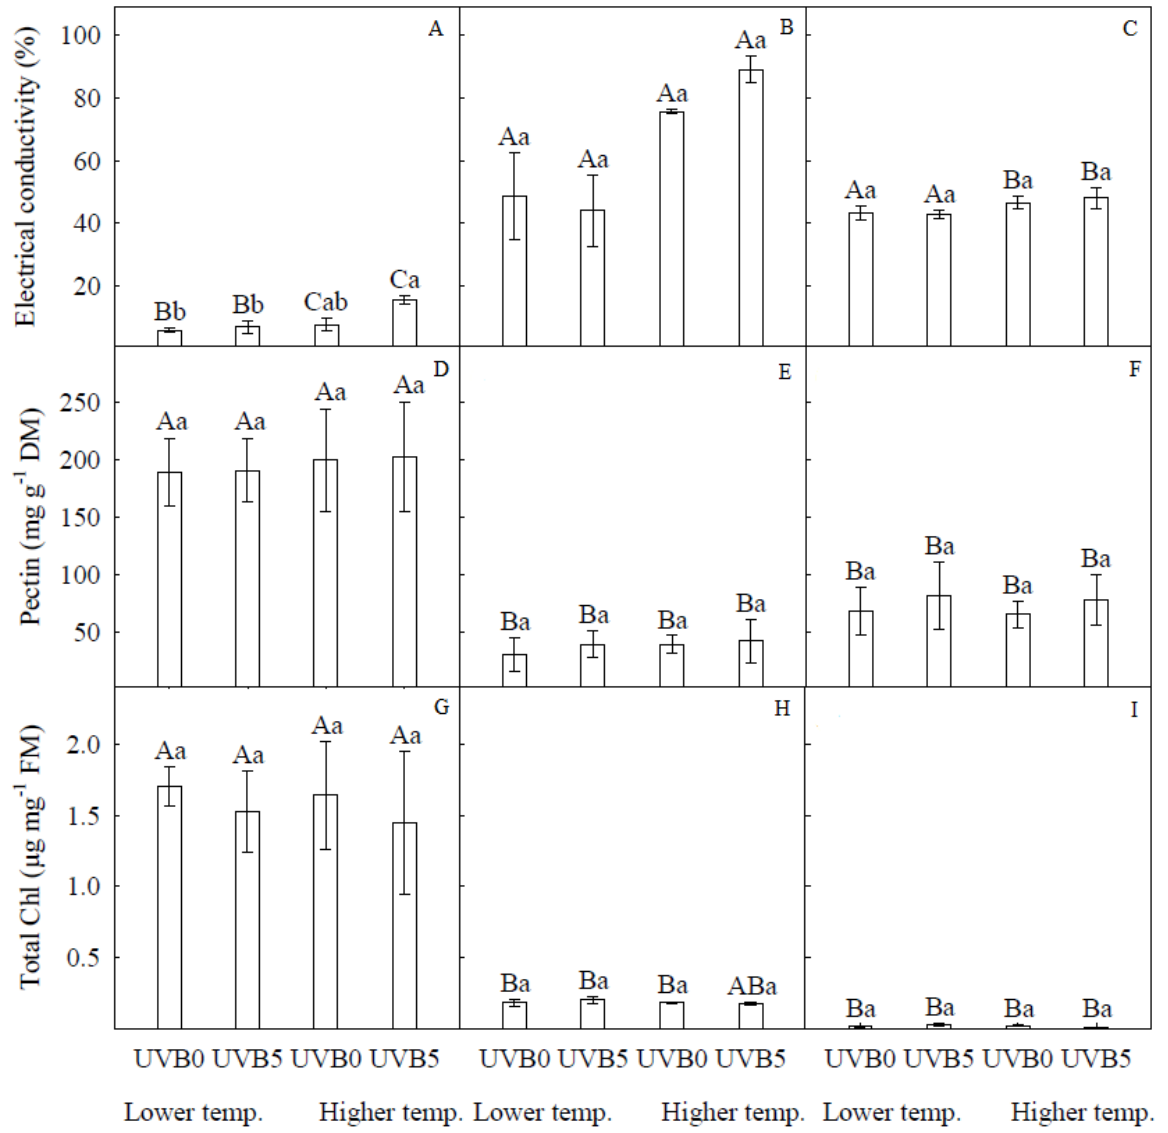 Electrical conductivity (%)
100
80
60
40
20
A
Bb
Bb
Cab
Ca
B
Aa
Aa
Aa
Aa
C
Aa
Aa
Ba
Ba
Pectin (mg g-1 DM)
250
200
150
100
50
D
Aa
Aa
Aa
Aa
E
Ba
Ba
Ba
Ba
F
Ba
Ba
Ba
Ba
Total Chl (µg mg-1 FM)
2.0
1.5
1.0
0.5
G
Aa
Aa
Aa
Aa
H
Ba
Ba
Ba
ABa
I
Ba
Ba
Ba
Ba
UVB0 UVB5 UVB0 UVB5 UVB0 UVB5 UVB0 UVB5 UVB0 UVB5 UVB0 UVB5
Lower temp. Higher temp. Lower temp. Higher temp. Lower temp. Higher temp.